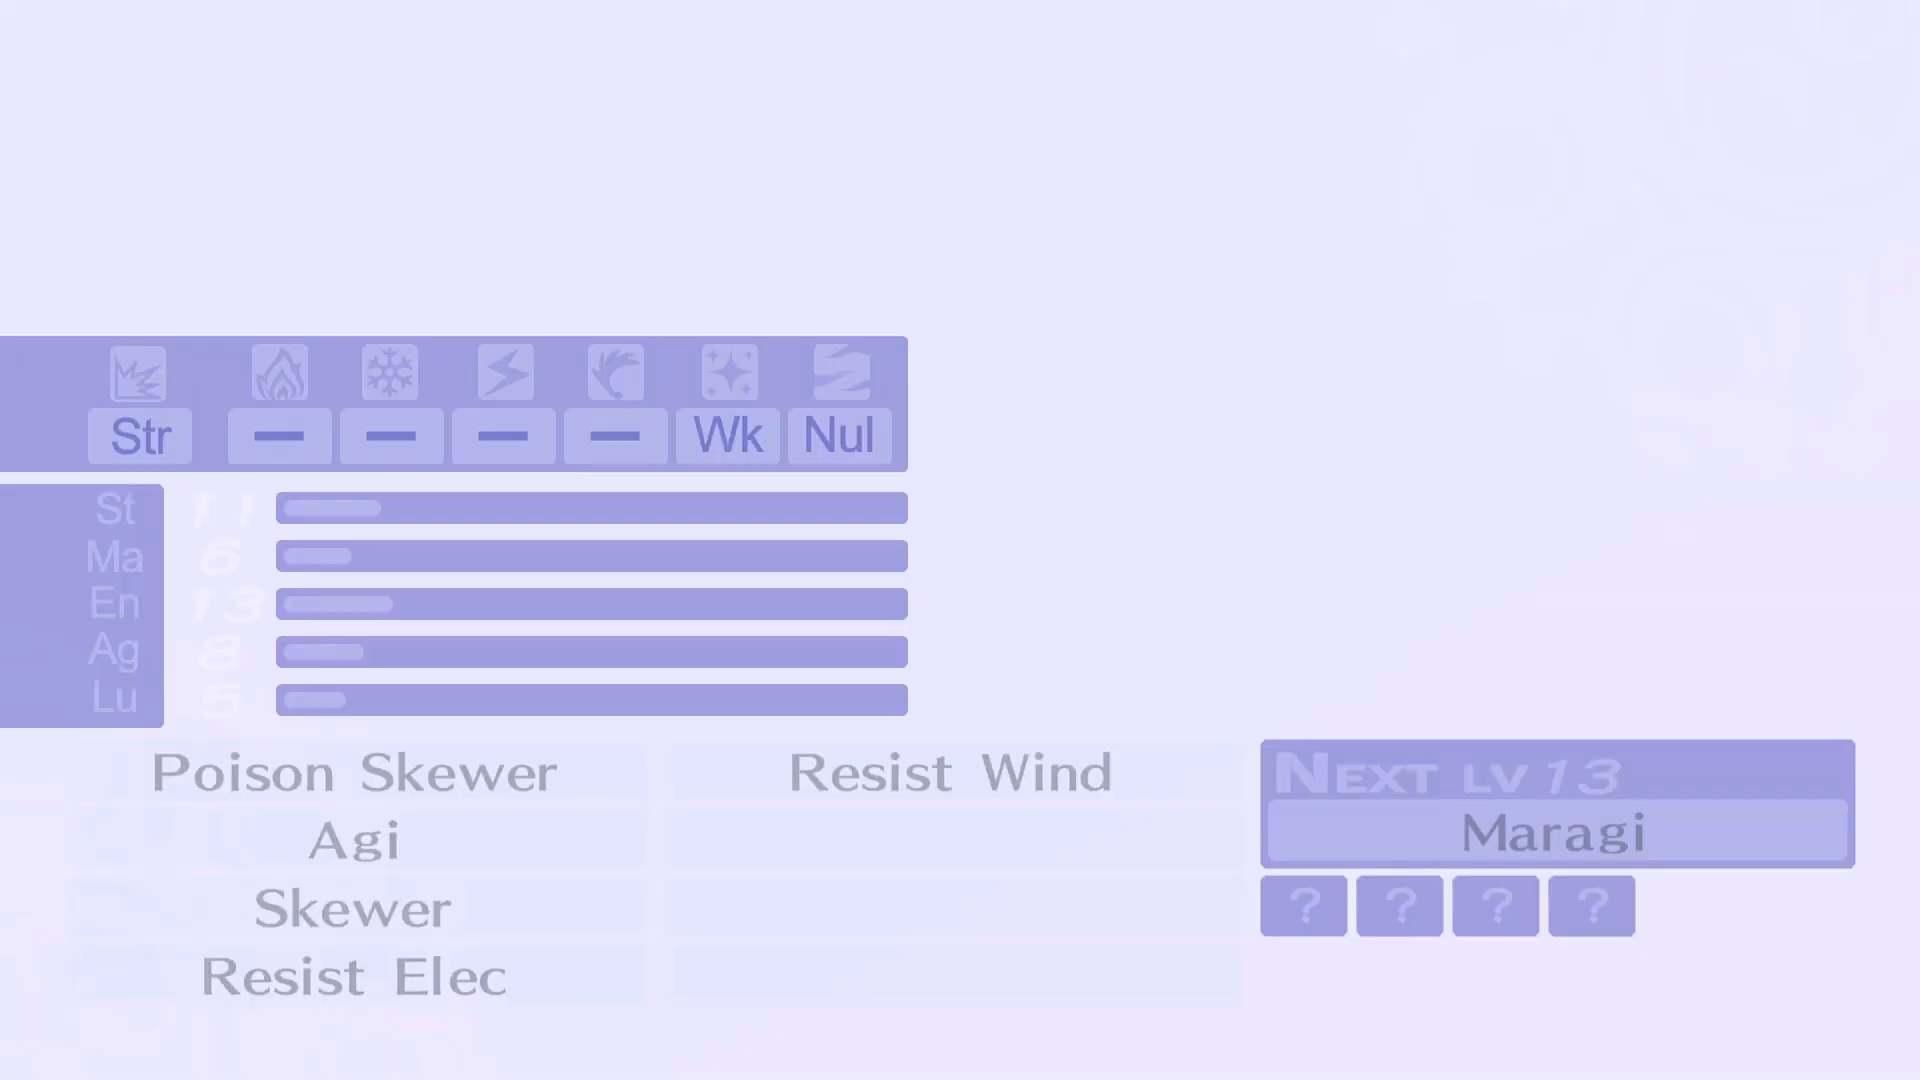 Str — — — — Wk Nul
St 11
Ma 6
En 13
Ag 8
Lu 5
Poison Skewer Resist Wind
Agi
Skewer
Resist Elec
NEXT LV 13
Maragi
? ? ? ?